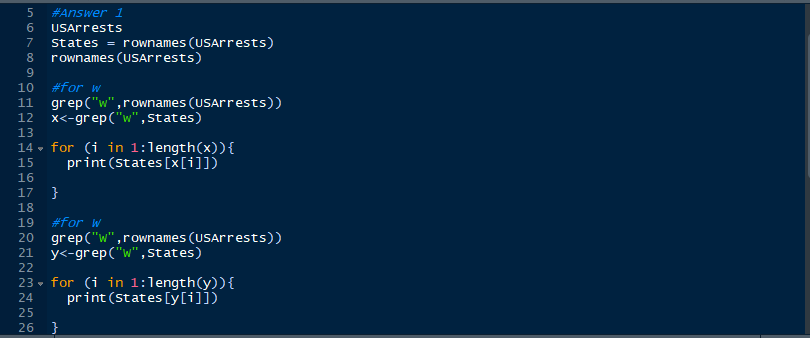 5 #Answer 1
6 USArrests
7 States = rownames(USArrests)
8 rownames(USArrests)
9
10 #for w
11 grep("w",rownames(USArrests))
12 x<-grep("w",States)
13
14 for (i in 1:length(x)){
15 print(States[x[i]])
16
17 }
18
19 #for W
20 grep("W",rownames(USArrests))
21 y<-grep("W",States)
22
23 for (i in 1:length(y)){
24 print(States[y[i]])
25
26 }